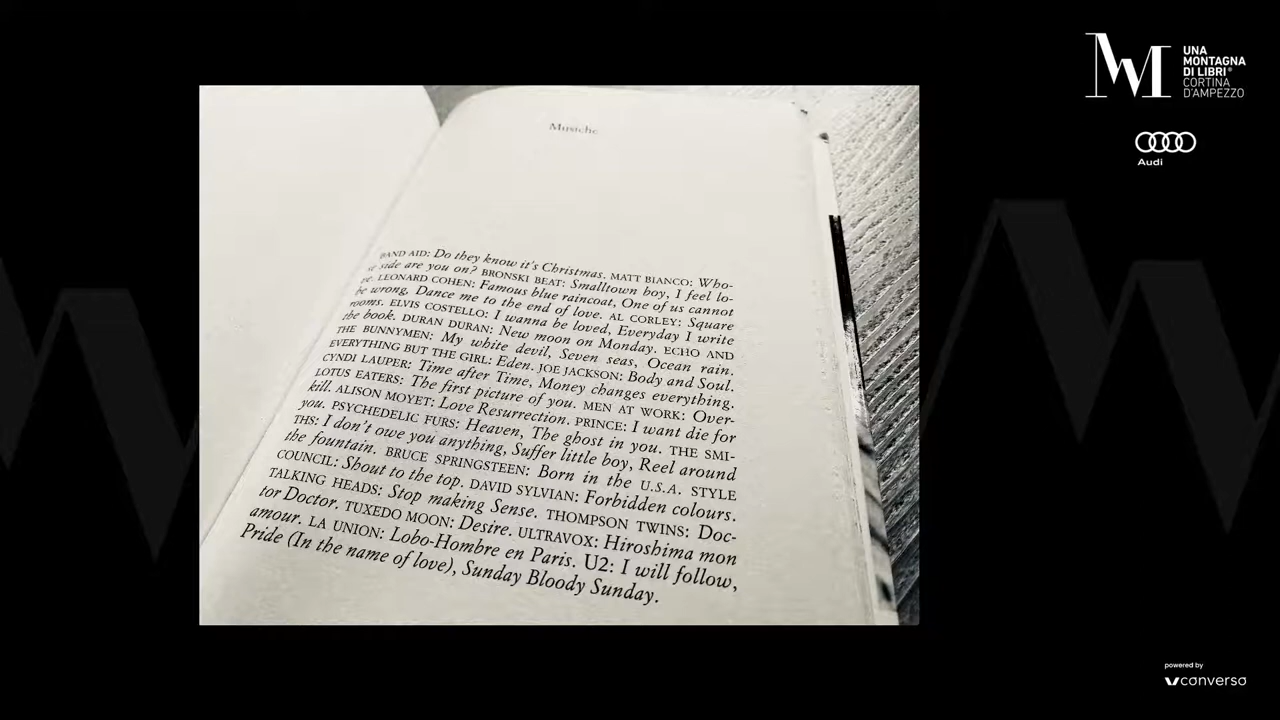 Musiche
BAND AID: Do they know it's Christmas. MATT BIANCO: Who-
se side are you on? BRONSKI BEAT: Smalltown boy, I feel lo-
ve. LEONARD COHEN: Famous blue raincoat, One of us cannot
be wrong, Dance me to the end of love. AL CORLEY: Square
rooms. ELVIS COSTELLO: I wanna be loved, Everyday I write
the book. DURAN DURAN: New moon on Monday. ECHO AND
THE BUNNYMEN: My white devil, Seven seas, Ocean rain.
EVERYTHING BUT THE GIRL: Eden. JOE JACKSON: Body and Soul.
CYNDI LAUPER: Time after Time, Money changes everything.
LOTUS EATERS: The first picture of you. MEN AT WORK: Over-
kill. ALISON MOYET: Love Resurrection. PRINCE: I want die for
you. PSYCHEDELIC FURS: Heaven, The ghost in you. THE SMI-
THS: I don't owe you anything, Suffer little boy, Reel around
the fountain. BRUCE SPRINGSTEEN: Born in the U.S.A. STYLE
COUNCIL: Shout to the top. DAVID SYLVIAN: Forbidden colours.
TALKING HEADS: Stop making Sense. THOMPSON TWINS: Doc-
tor Doctor. TUXEDO MOON: Desire. ULTRAVOX: Hiroshima mon
amour. LA UNION: Lobo-Hombre en Paris. U2: I will follow,
Pride (In the name of love), Sunday Bloody Sunday.
UNA
MONTAGNA
DI LIBRI®
CORTINA
D'AMPEZZO
Audi
powered by
converso